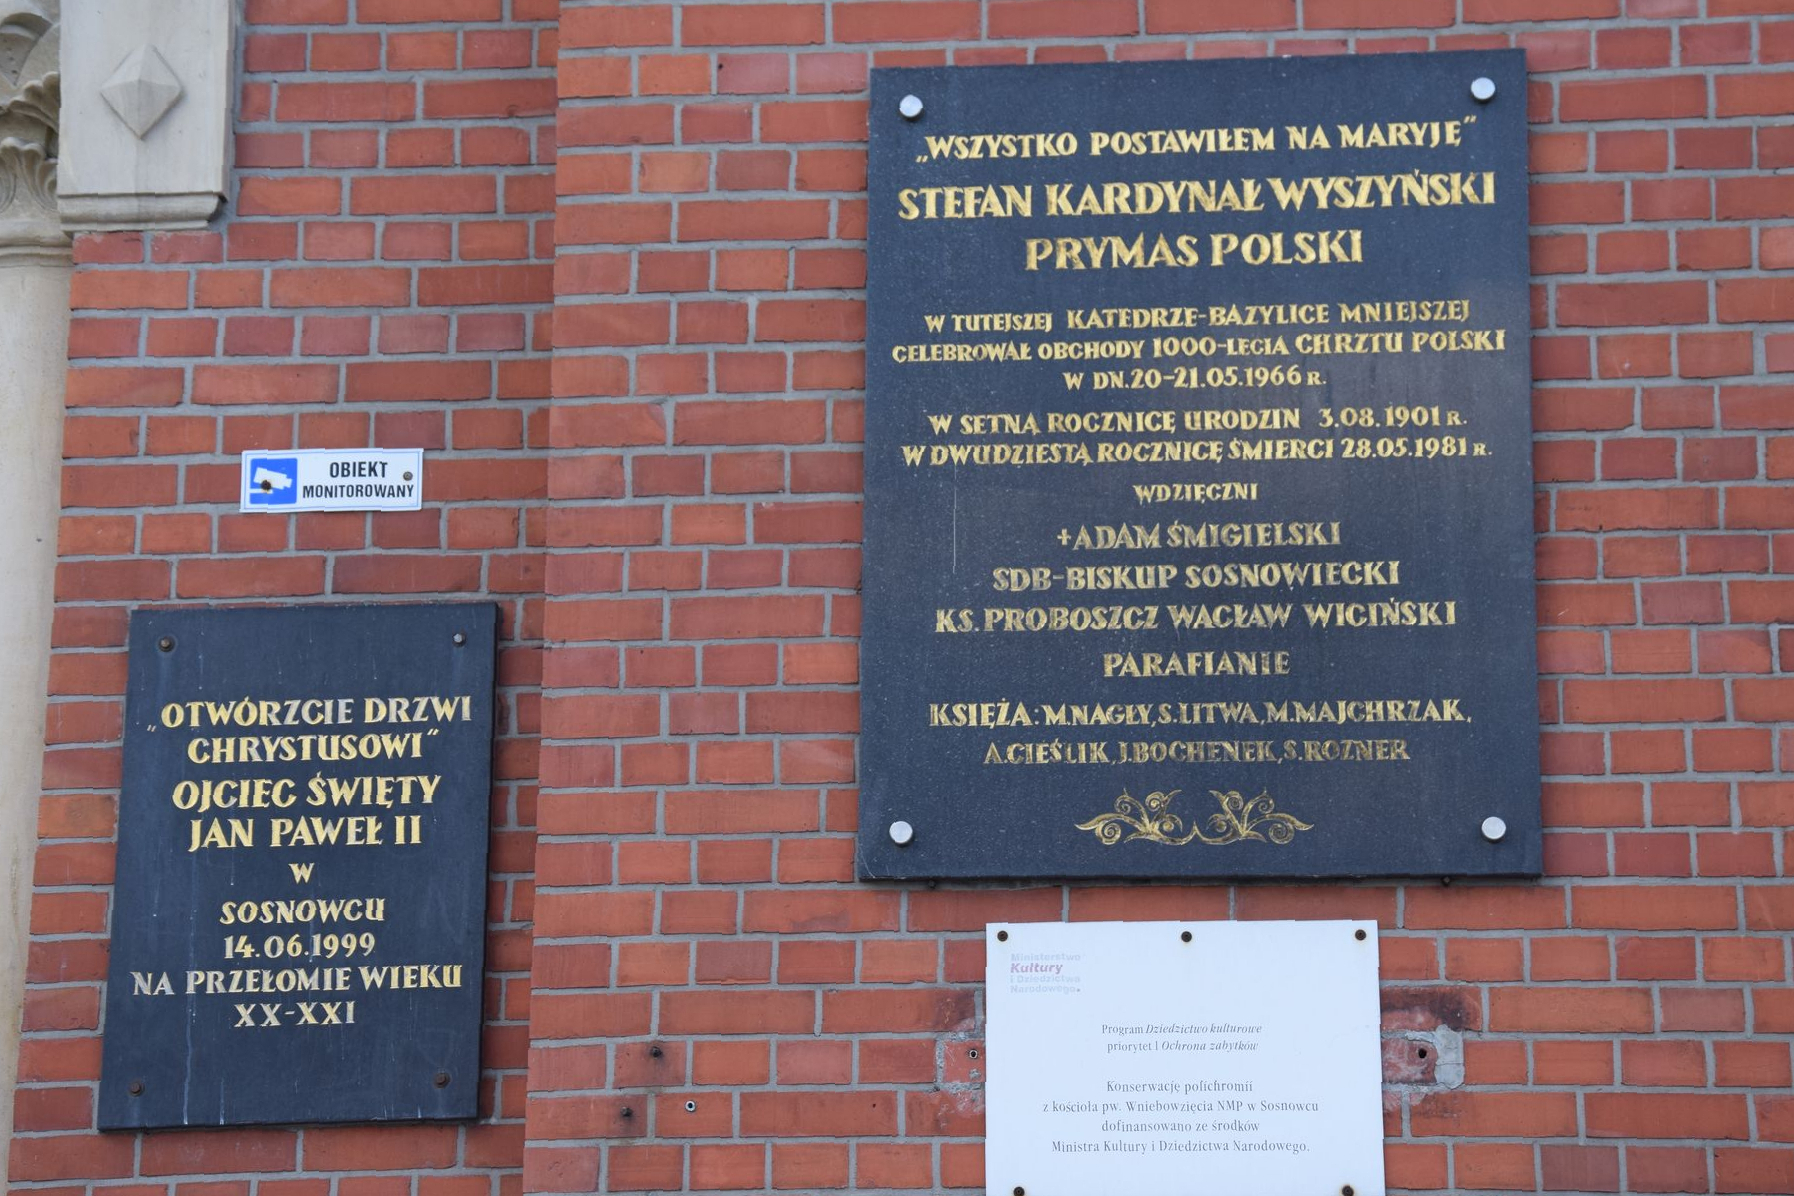 „WSZYSTKO POSTAWIŁEM NA MARYJĘ”
STEFAN KARDYNAŁ WYSZYŃSKI
PRYMAS POLSKI
W TUTEJSZEJ KATEDRZE-BAZYLICE MNIEJSZEJ
CELEBROWAŁ OBCHODY 1000-LECIA CHRZTU POLSKI
W DN.20-21.05.1966 R.
W SETNĄ ROCZNICĘ URODZIN 3.08.1901 R.
W DWUDZIESTĄ ROCZNICĘ ŚMIERCI 28.05.1981 R.
WDZIĘCZNI
+ADAM ŚMIGIELSKI
SDB-BISKUP SOSNOWIECKI
KS. PROBOSZCZ WACŁAW WICIŃSKI
PARAFIANIE
KSIĘŻA: M.NAGŁY, S.LITWA, M.MAJCHRZAK,
A.CIEŚLIK, J.BOCHENEK, S.ROZNER
OBIEKT
MONITOROWANY
„OTWÓRZCIE DRZWI
CHRYSTUSOWI”
OJCIEC ŚWIĘTY
JAN PAWEŁ II
W
SOSNOWCU
14.06.1999
NA PRZEŁOMIE WIEKU
XX-XXI
Ministerstwo
Kultury
i Dziedzictwa
Narodowego.
Program Dziedzictwo kulturowe
priorytet I Ochrona zabytków
Konserwację polichromii
z kościoła pw. Wniebowzięcia NMP w Sosnowcu
dofinansowano ze środków
Ministra Kultury i Dziedzictwa Narodowego.